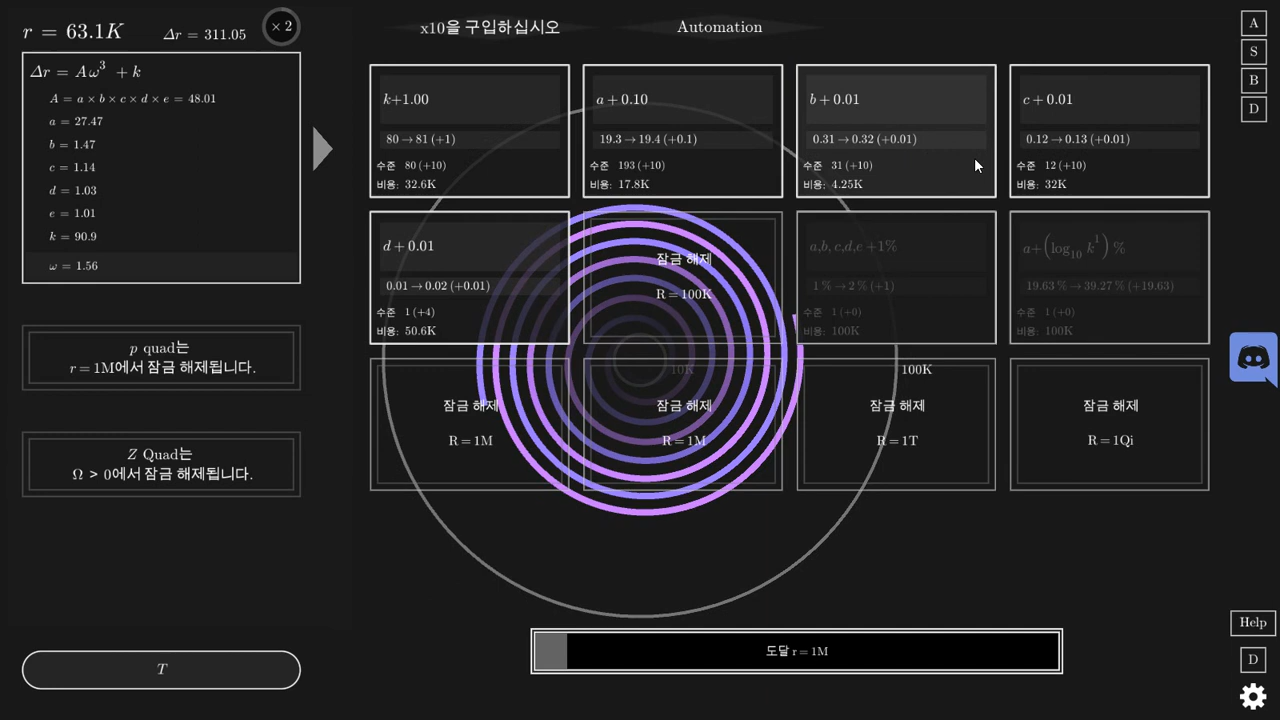 r = 63.1K
Δr = 311.05
× 2
Δr = Aω³ + k
A = a × b × c × d × e = 48.01
a = 27.47
b = 1.47
c = 1.14
d = 1.03
e = 1.01
k = 90.9
ω = 1.56
p quad는
r = 1M에서 잠금 해제됩니다.
Z Quad는
Ω > 0에서 잠금 해제됩니다.
T
x10을 구입하십시오
Automation
k+1.00
80 → 81 (+1)
수준 80 (+10)
비용: 32.6K
a + 0.10
19.3 → 19.4 (+0.1)
수준 193 (+10)
비용: 17.8K
b + 0.01
0.31 → 0.32 (+0.01)
수준 31 (+10)
비용: 4.25K
c + 0.01
0.12 → 0.13 (+0.01)
수준 12 (+10)
비용: 32K
d + 0.01
0.01 → 0.02 (+0.01)
수준 1 (+4)
비용: 50.6K
잠금 해제
R = 100K
a,b,c,d,e +1%
1 % → 2 % (+1)
수준 1 (+0)
비용: 100K
a+(log₁₀ k¹) %
19.63 % → 39.27 % (+19.63)
수준 1 (+0)
비용: 100K
잠금 해제
R = 1M
10K
잠금 해제
R = 1M
100K
잠금 해제
R = 1T
잠금 해제
R = 1Qi
도달 r = 1M
A
S
B
D
Help
D